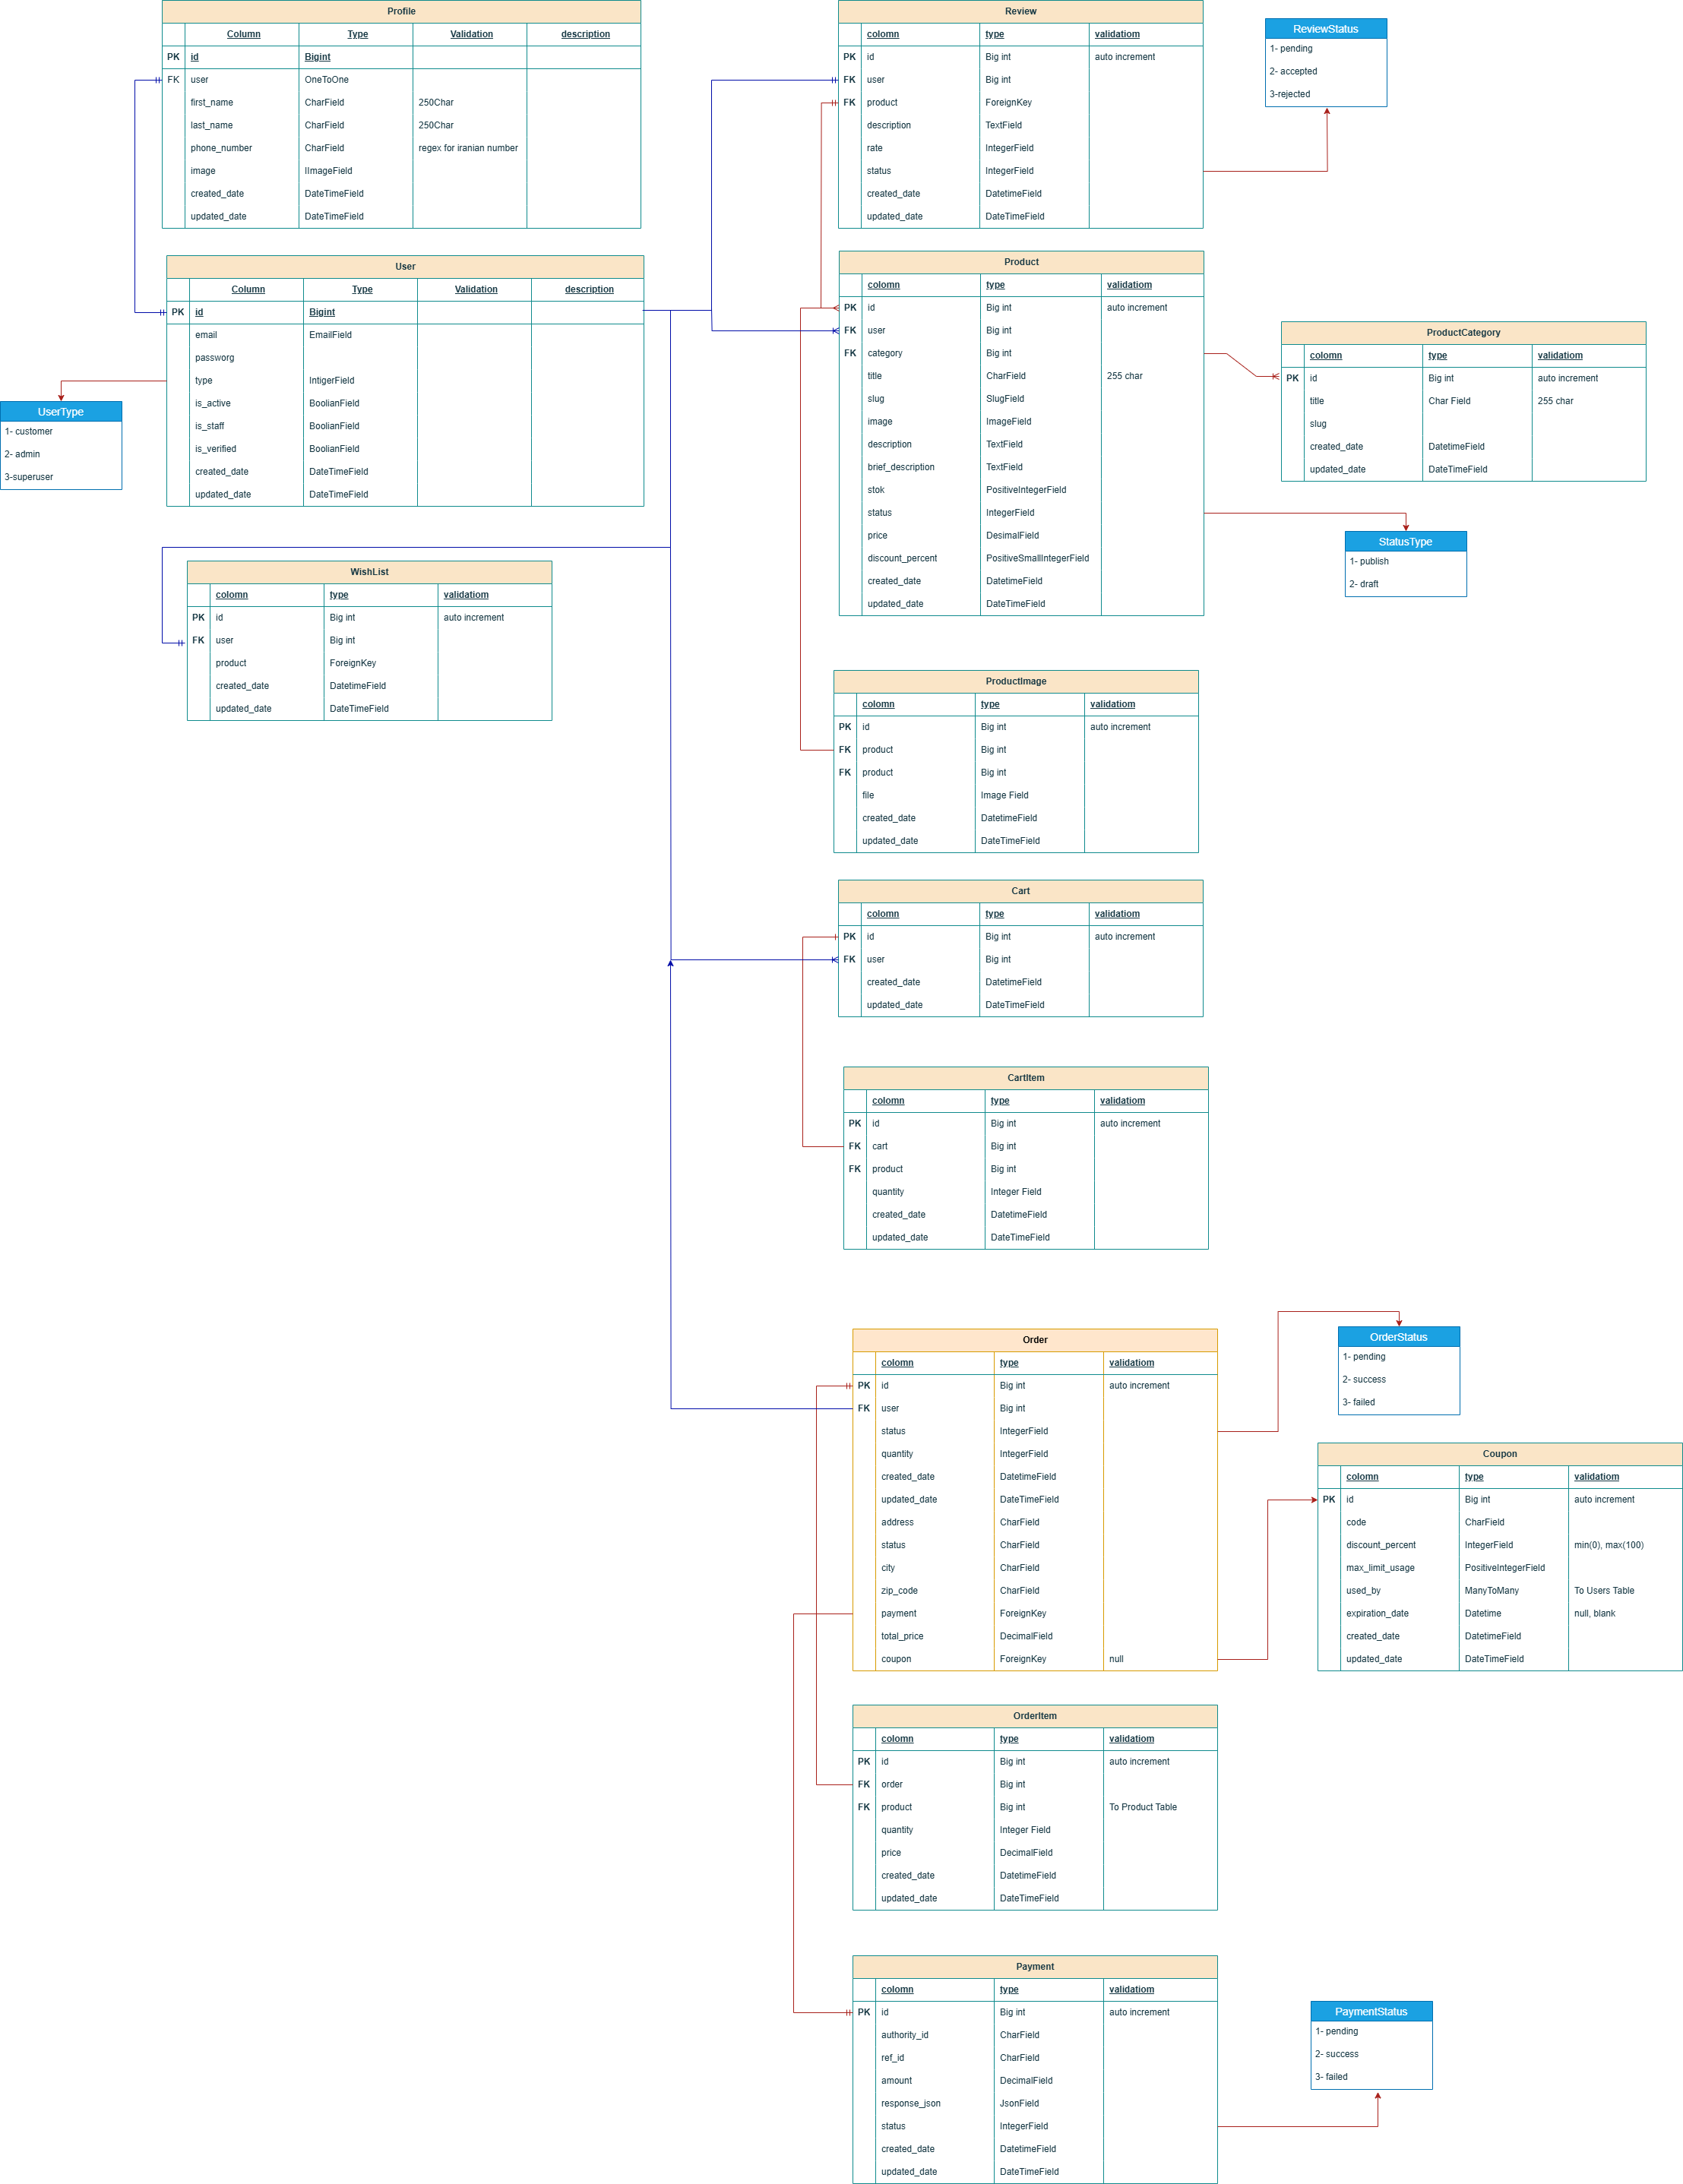 Profile
Column Type Validation description
PK id Bigint
FK user OneToOne
first_name CharField 250Char
last_name CharField 250Char
phone_number CharField regex for iranian number
image IImageField
created_date DateTimeField
updated_date DateTimeField
Review
colomn type validatiom
PK id Big int auto increment
FK user Big int
FK product ForeignKey
description TextField
rate IntegerField
status IntegerField
created_date DatetimeField
updated_date DateTimeField
ReviewStatus
1- pending
2- accepted
3-rejected
User
Column Type Validation description
PK id Bigint
email EmailField
passworg
type IntigerField
is_active BoolianField
is_staff BoolianField
is_verified BoolianField
created_date DateTimeField
updated_date DateTimeField
UserType
1- customer
2- admin
3-superuser
Product
colomn type validatiom
PK id Big int auto increment
FK user Big int
FK category Big int
title CharField 255 char
slug SlugField
image ImageField
description TextField
brief_description TextField
stok PositiveIntegerField
status IntegerField
price DesimalField
discount_percent PositiveSmallIntegerField
created_date DatetimeField
updated_date DateTimeField
ProductCategory
colomn type validatiom
PK id Big int auto increment
title Char Field 255 char
slug
created_date DatetimeField
updated_date DateTimeField
StatusType
1- publish
2- draft
WishList
colomn type validatiom
PK id Big int auto increment
FK user Big int
product ForeignKey
created_date DatetimeField
updated_date DateTimeField
ProductImage
colomn type validatiom
PK id Big int auto increment
FK product Big int
FK product Big int
file Image Field
created_date DatetimeField
updated_date DateTimeField
Cart
colomn type validatiom
PK id Big int auto increment
FK user Big int
created_date DatetimeField
updated_date DateTimeField
CartItem
colomn type validatiom
PK id Big int auto increment
FK cart Big int
FK product Big int
quantity Integer Field
created_date DatetimeField
updated_date DateTimeField
Order
colomn type validatiom
PK id Big int auto increment
FK user Big int
status IntegerField
quantity IntegerField
created_date DatetimeField
updated_date DateTimeField
address CharField
status CharField
city CharField
zip_code CharField
payment ForeignKey
total_price DecimalField
coupon ForeignKey null
OrderStatus
1- pending
2- success
3- failed
Coupon
colomn type validatiom
PK id Big int auto increment
code CharField
discount_percent IntegerField min(0), max(100)
max_limit_usage PositiveIntegerField
used_by ManyToMany To Users Table
expiration_date Datetime null, blank
created_date DatetimeField
updated_date DateTimeField
OrderItem
colomn type validatiom
PK id Big int auto increment
FK order Big int
FK product Big int To Product Table
quantity Integer Field
price DecimalField
created_date DatetimeField
updated_date DateTimeField
Payment
colomn type validatiom
PK id Big int auto increment
authority_id CharField
ref_id CharField
amount DecimalField
response_json JsonField
status IntegerField
created_date DatetimeField
updated_date DateTimeField
PaymentStatus
1- pending
2- success
3- failed